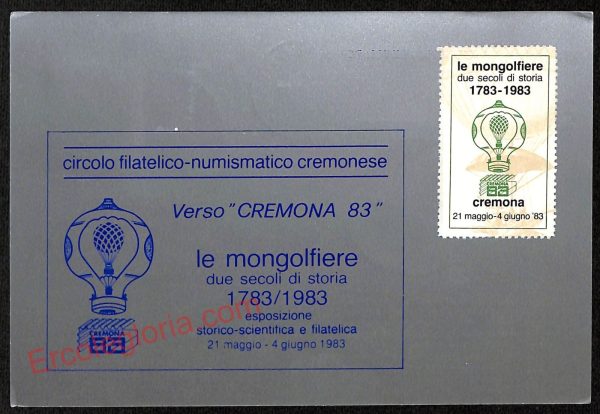 le mongolfiere
due secoli di storia
1783-1983
CREMONA
83
cremona
21 maggio-4 giugno '83
circolo filatelico-numismatico cremonese
Verso "CREMONA 83"
le mongolfiere
due secoli di storia
1783/1983
esposizione
storico-scientifica e filatelica
21 maggio - 4 giugno 1983
CREMONA
83
Ercolegioria.com